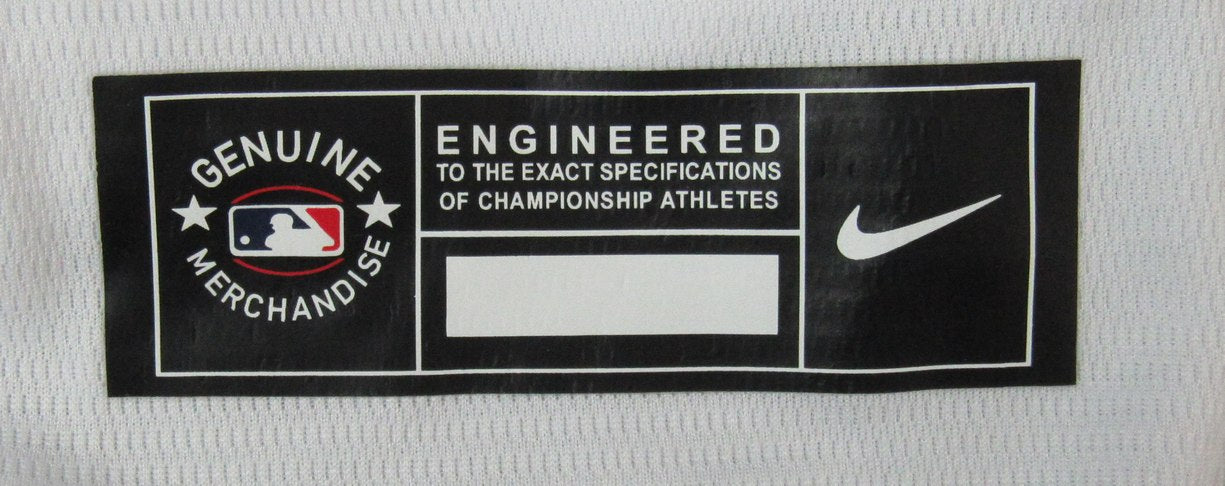 GENUINE
MERCHANDISE
ENGINEERED
TO THE EXACT SPECIFICATIONS
OF CHAMPIONSHIP ATHLETES